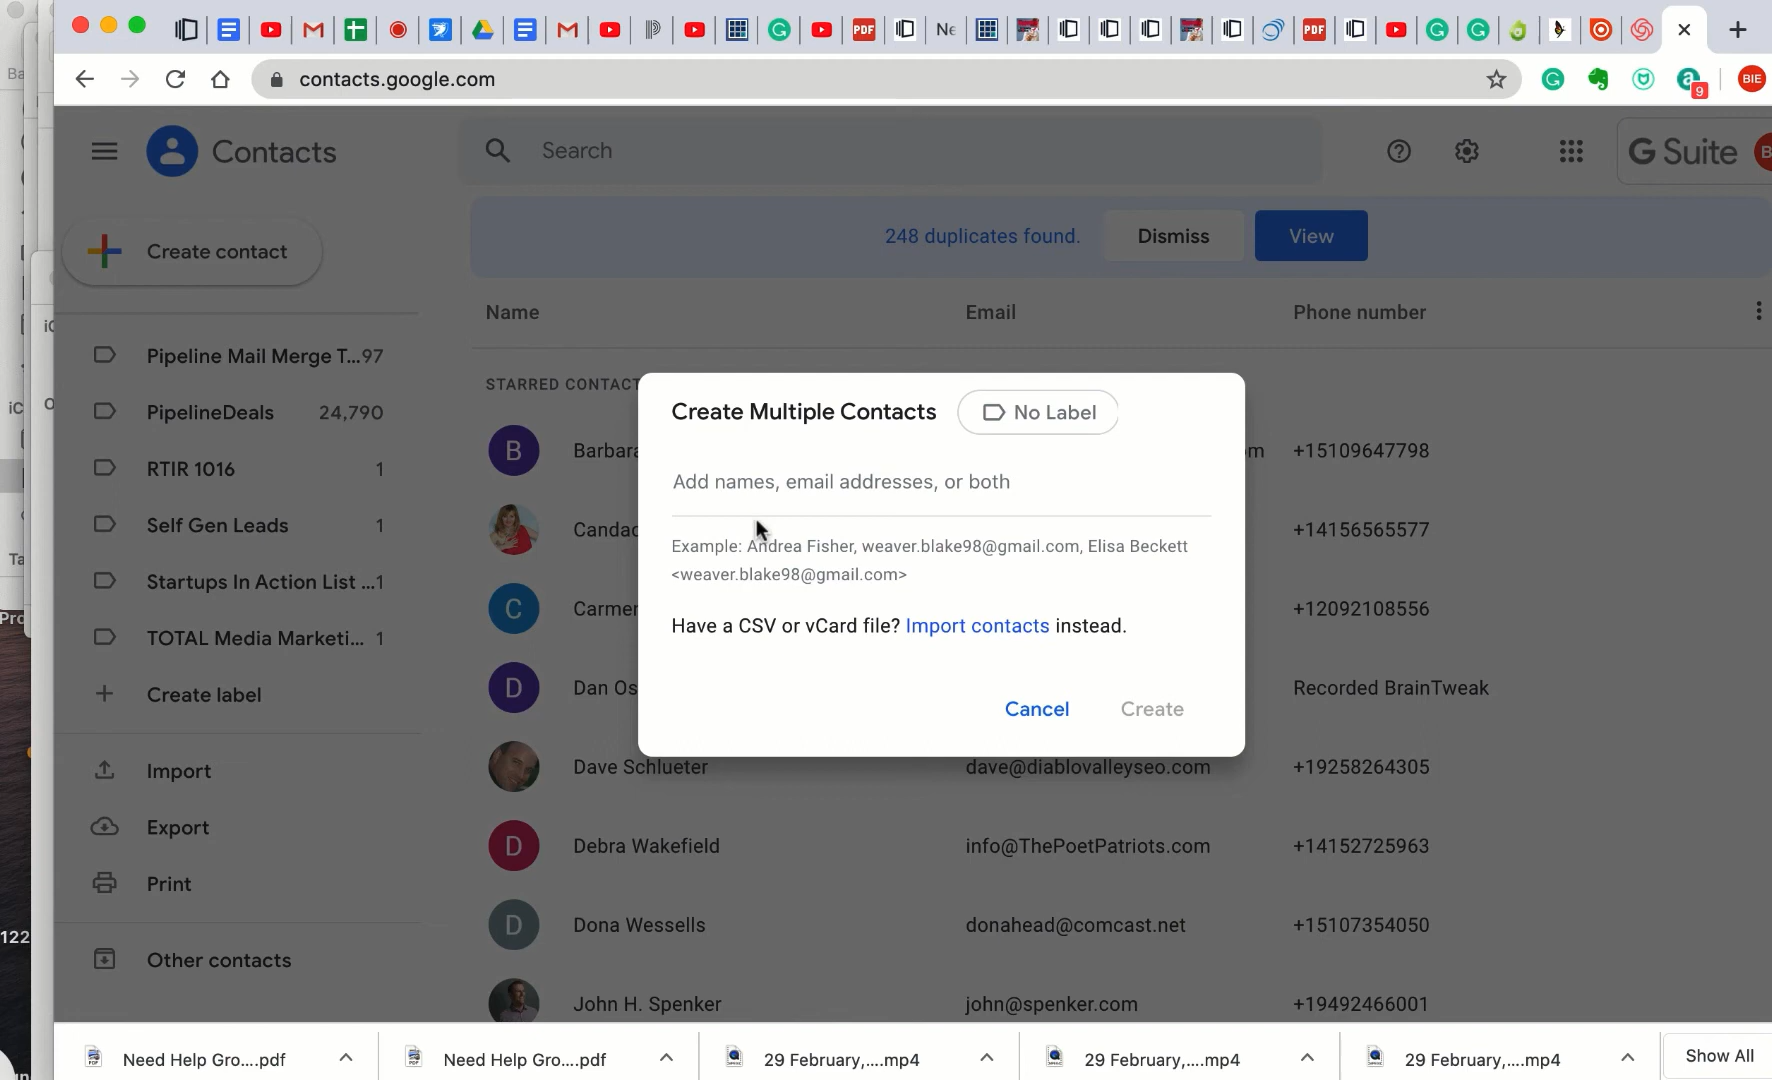 contacts.google.com
9
BIE
Contacts
Search
G Suite
Create contact
248 duplicates found.
Dismiss
View
Name
Email
Phone number
Pipeline Mail Merge T...97
PipelineDeals 24,790
RTIR 1016 1
Self Gen Leads 1
Startups In Action List ...1
TOTAL Media Marketi... 1
Create label
Import
Export
Print
Other contacts
STARRED CONTACT
B
+15109647798
+14156565577
C
+12092108556
D
Recorded BrainTweak
Dave Schlueter dave@diablovalleyseo.com +19258264305
D Debra Wakefield info@ThePoetPatriots.com +14152725963
D Dona Wessells donahead@comcast.net +15107354050
John H. Spenker john@spenker.com +19492466001
Create Multiple Contacts
No Label
Add names, email addresses, or both
Example: Andrea Fisher, weaver.blake98@gmail.com, Elisa Beckett
<weaver.blake98@gmail.com>
Have a CSV or vCard file? Import contacts instead.
Cancel
Create
Need Help Gro....pdf
Need Help Gro....pdf
29 February,....mp4
29 February,....mp4
29 February,....mp4
Show All